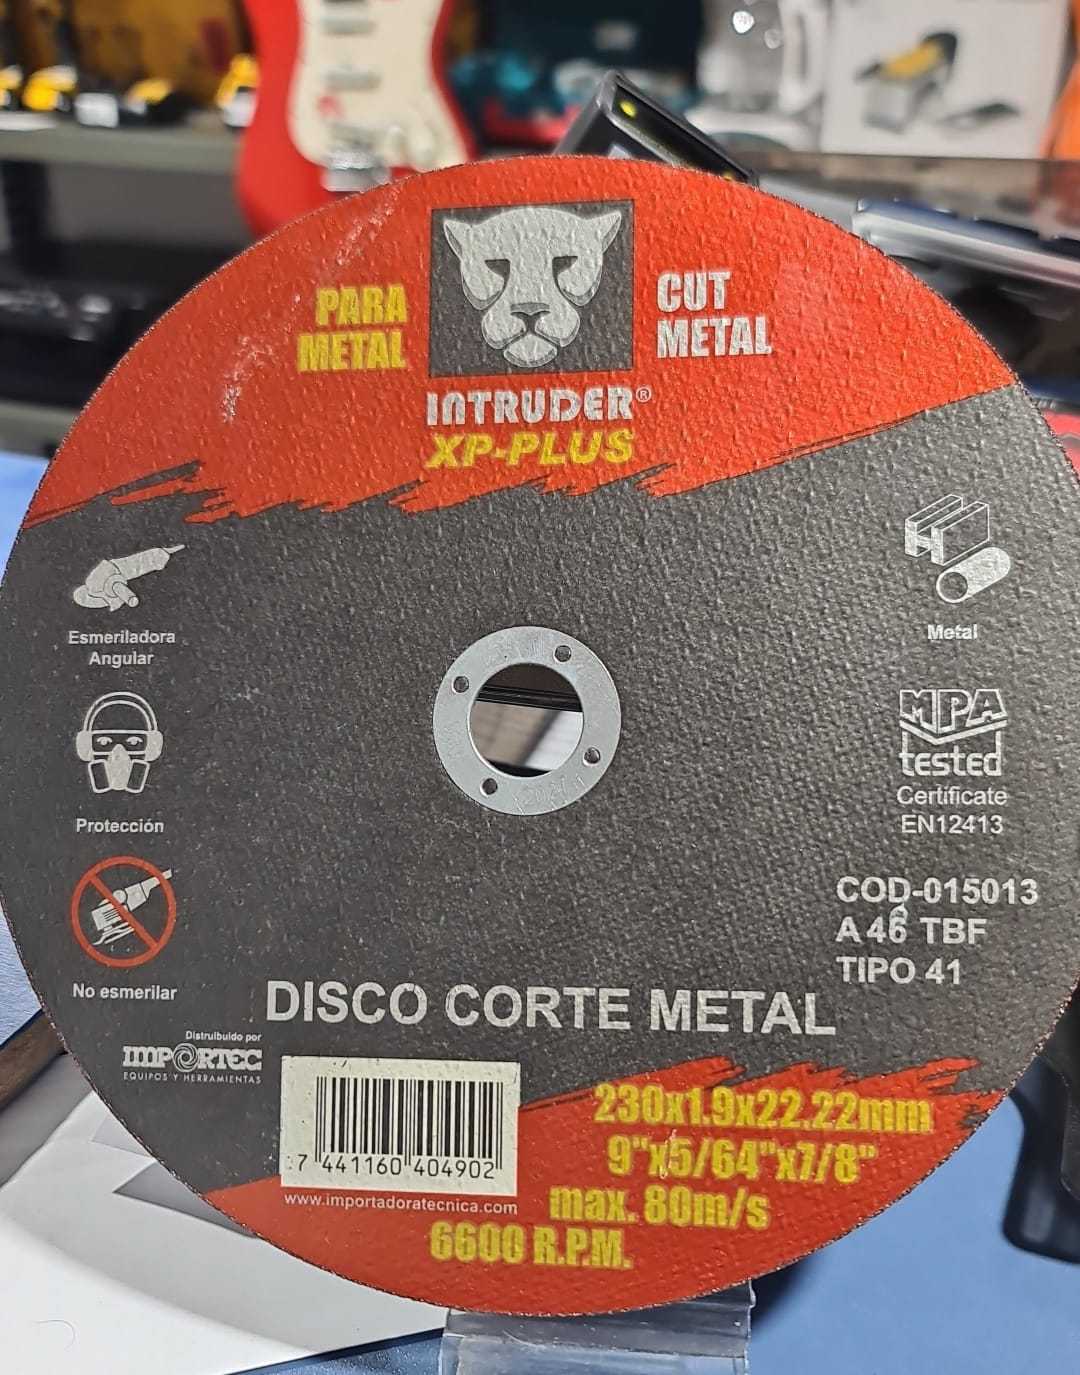 PARA
METAL
CUT
METAL
INTRUDER®
XP-PLUS
Esmeriladora
Angular
Protección
No esmerilar
Metal
MPA
tested
Certificate
EN12413
COD-015013
A 46 TBF
TIPO 41
DISCO CORTE METAL
Distruibuido por
IMPORTEC
EQUIPOS Y HERRAMIENTAS
7 441160 404902
www.importadoratecnica.com
230x1.9x22.22mm
9"x5/64"x7/8"
max. 80m/s
6600 R.P.M.